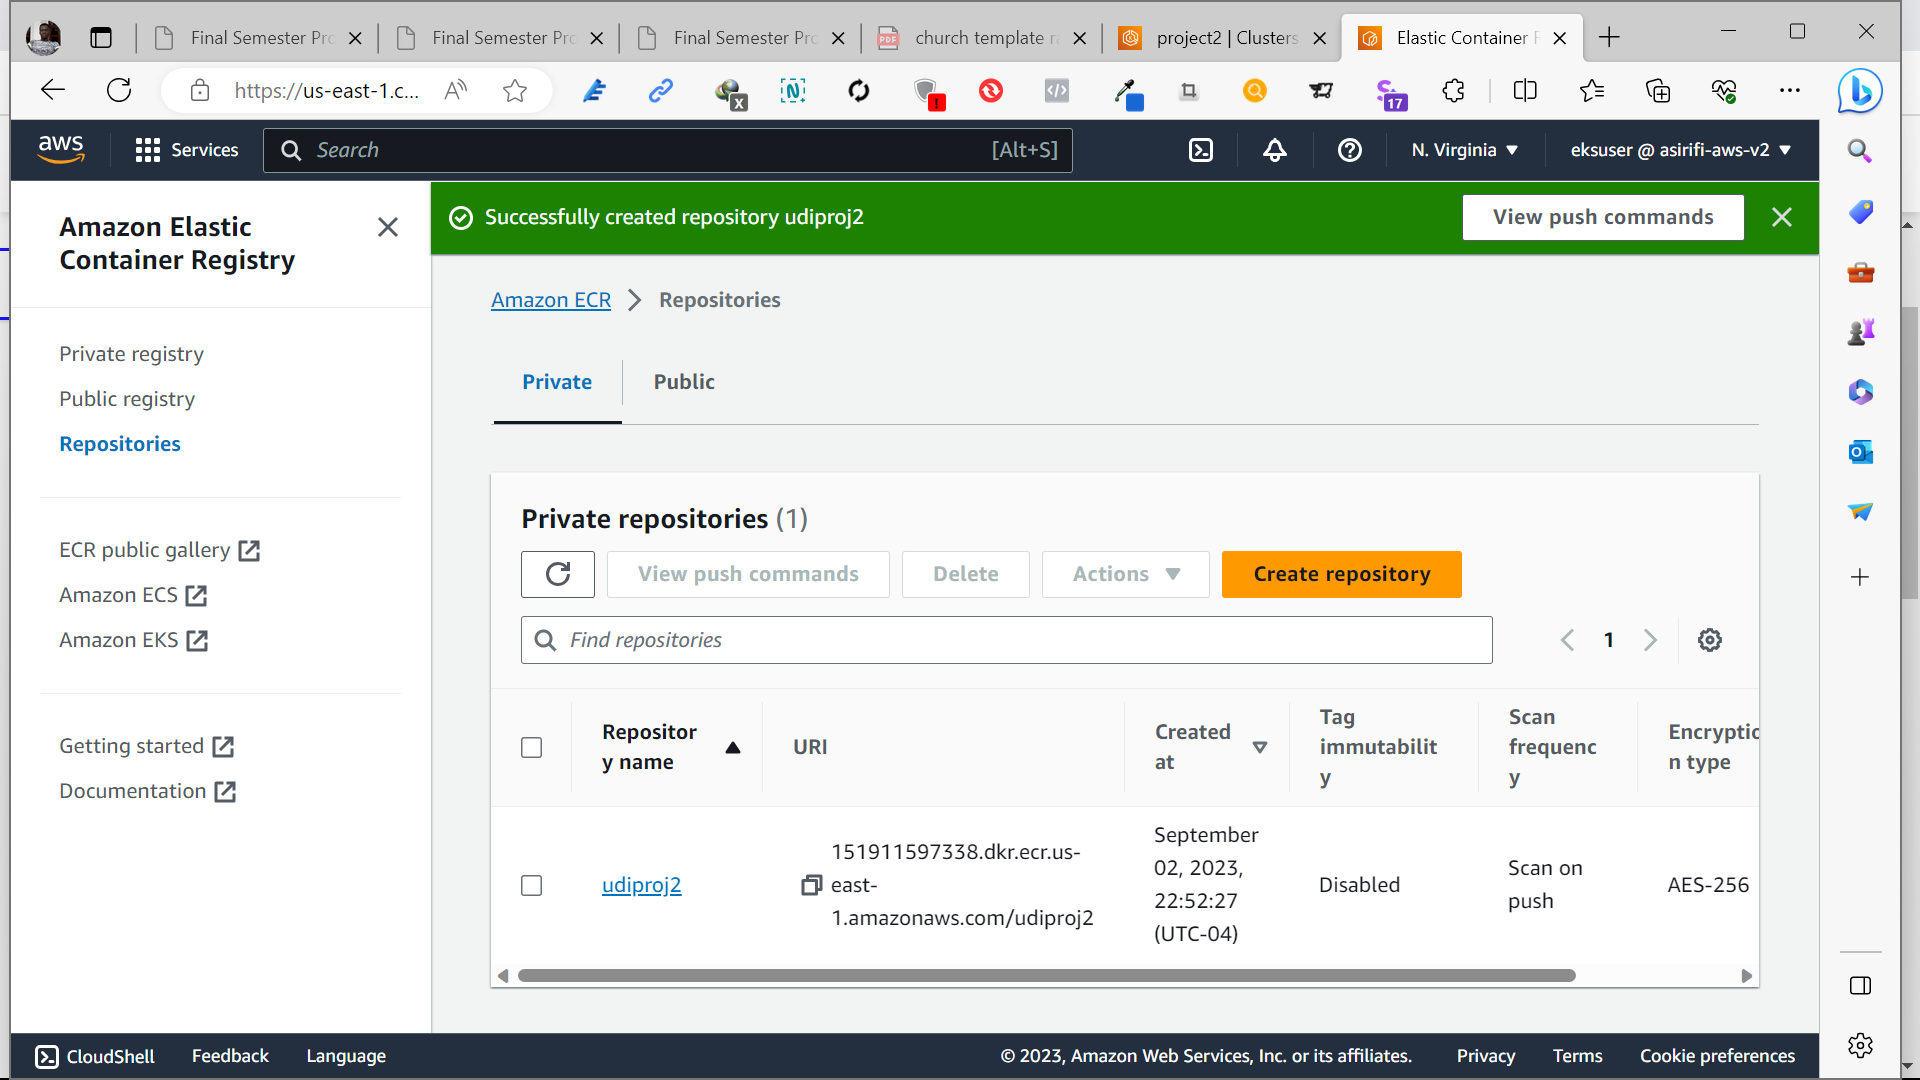 Final Semester Pro
Final Semester Pro
Final Semester Pro
church template ra
project2 | Clusters
Elastic Container R
https://us-east-1.c...
A
17
aws
Services
Search
[Alt+S]
N. Virginia
eksuser @ asirifi-aws-v2
Amazon Elastic
Container Registry
Private registry
Public registry
Repositories
ECR public gallery
Amazon ECS
Amazon EKS
Getting started
Documentation
Successfully created repository udiproj2
View push commands
Amazon ECR
Repositories
Private
Public
Private repositories (1)
View push commands
Delete
Actions
Create repository
Find repositories
1
Repositor
y name
URI
Created
at
Tag
immutabilit
y
Scan
frequenc
y
Encryptio
n type
udiproj2
151911597338.dkr.ecr.us-
east-
1.amazonaws.com/udiproj2
September
02, 2023,
22:52:27
(UTC-04)
Disabled
Scan on
push
AES-256
CloudShell
Feedback
Language
© 2023, Amazon Web Services, Inc. or its affiliates.
Privacy
Terms
Cookie preferences